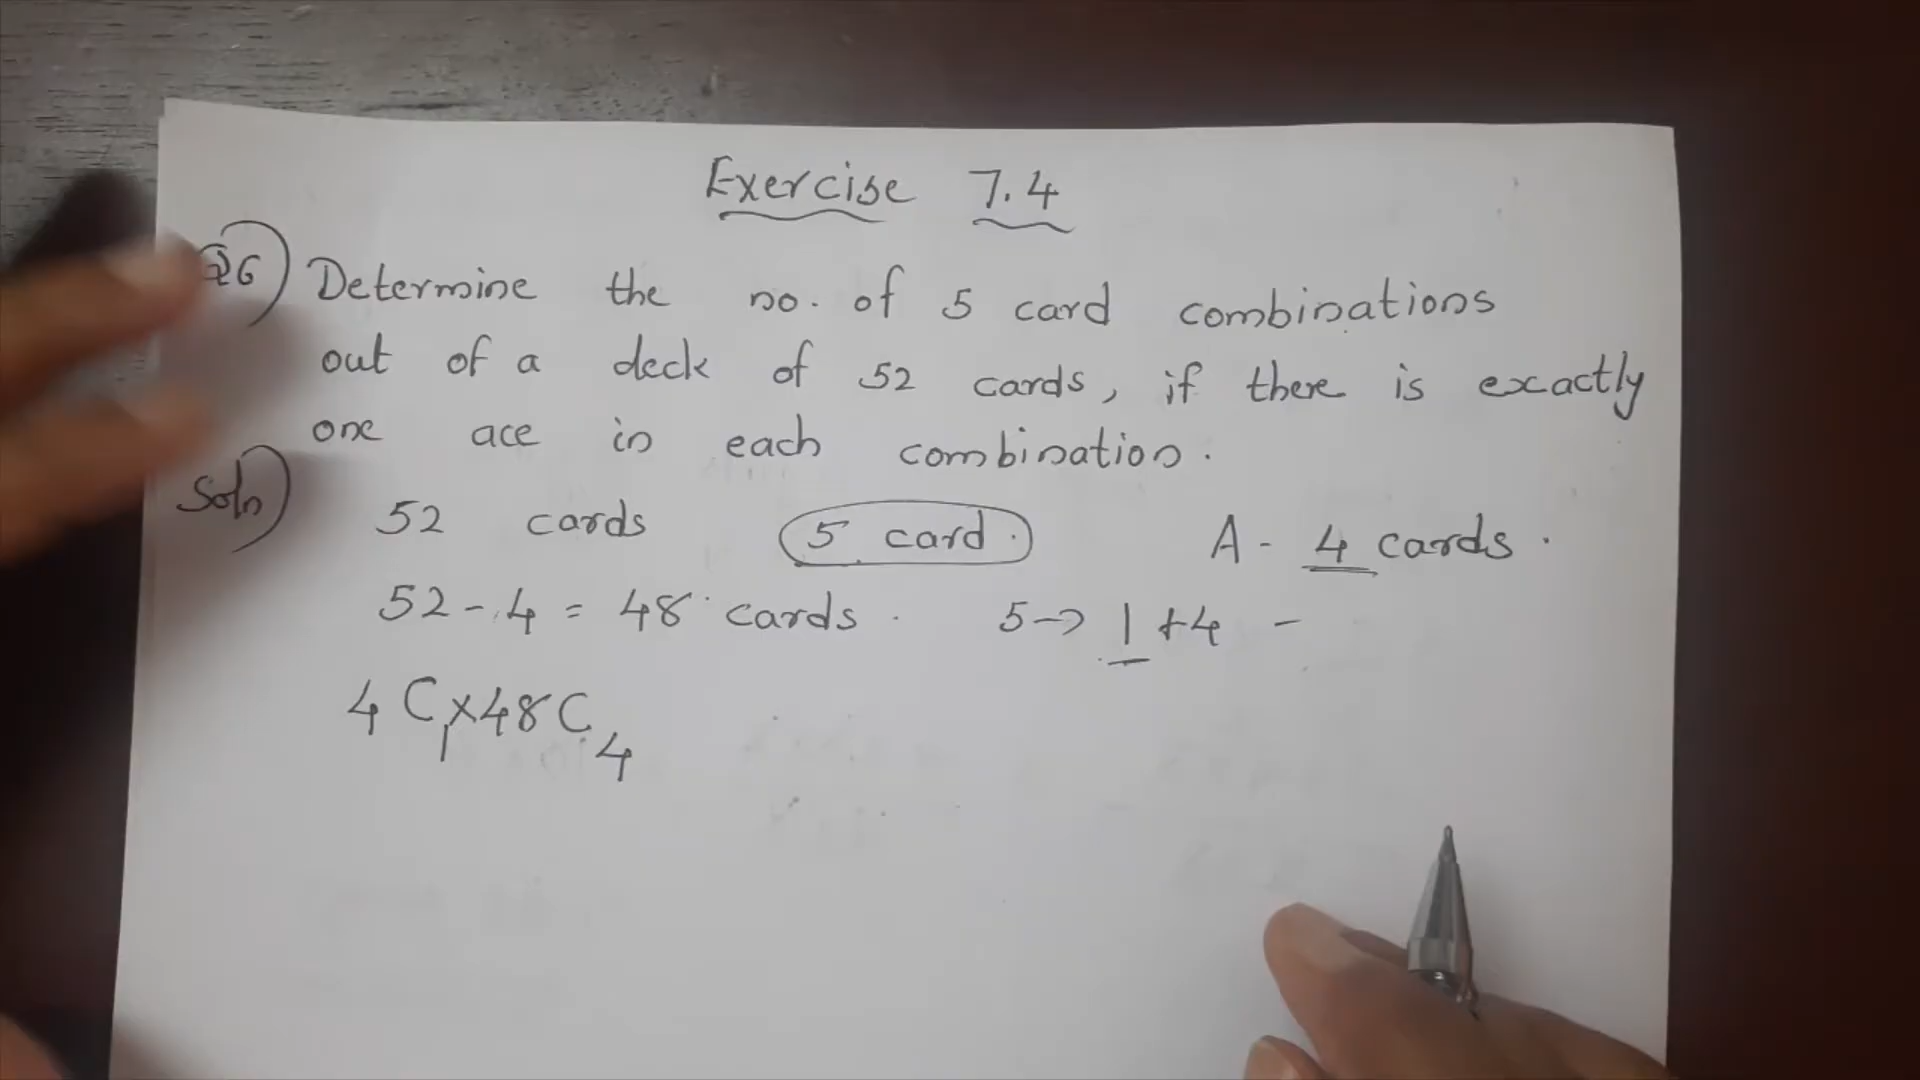 Exercise 7.4
Q6) Determine the no. of 5 card combinations
out of a deck of 52 cards, if there is exactly
one ace in each combination.
Soln) 52 cards 5 card. A - 4 cards.
52 - 4 = 48 cards. 5 → 1 + 4 -
4C₁ x 48C₄